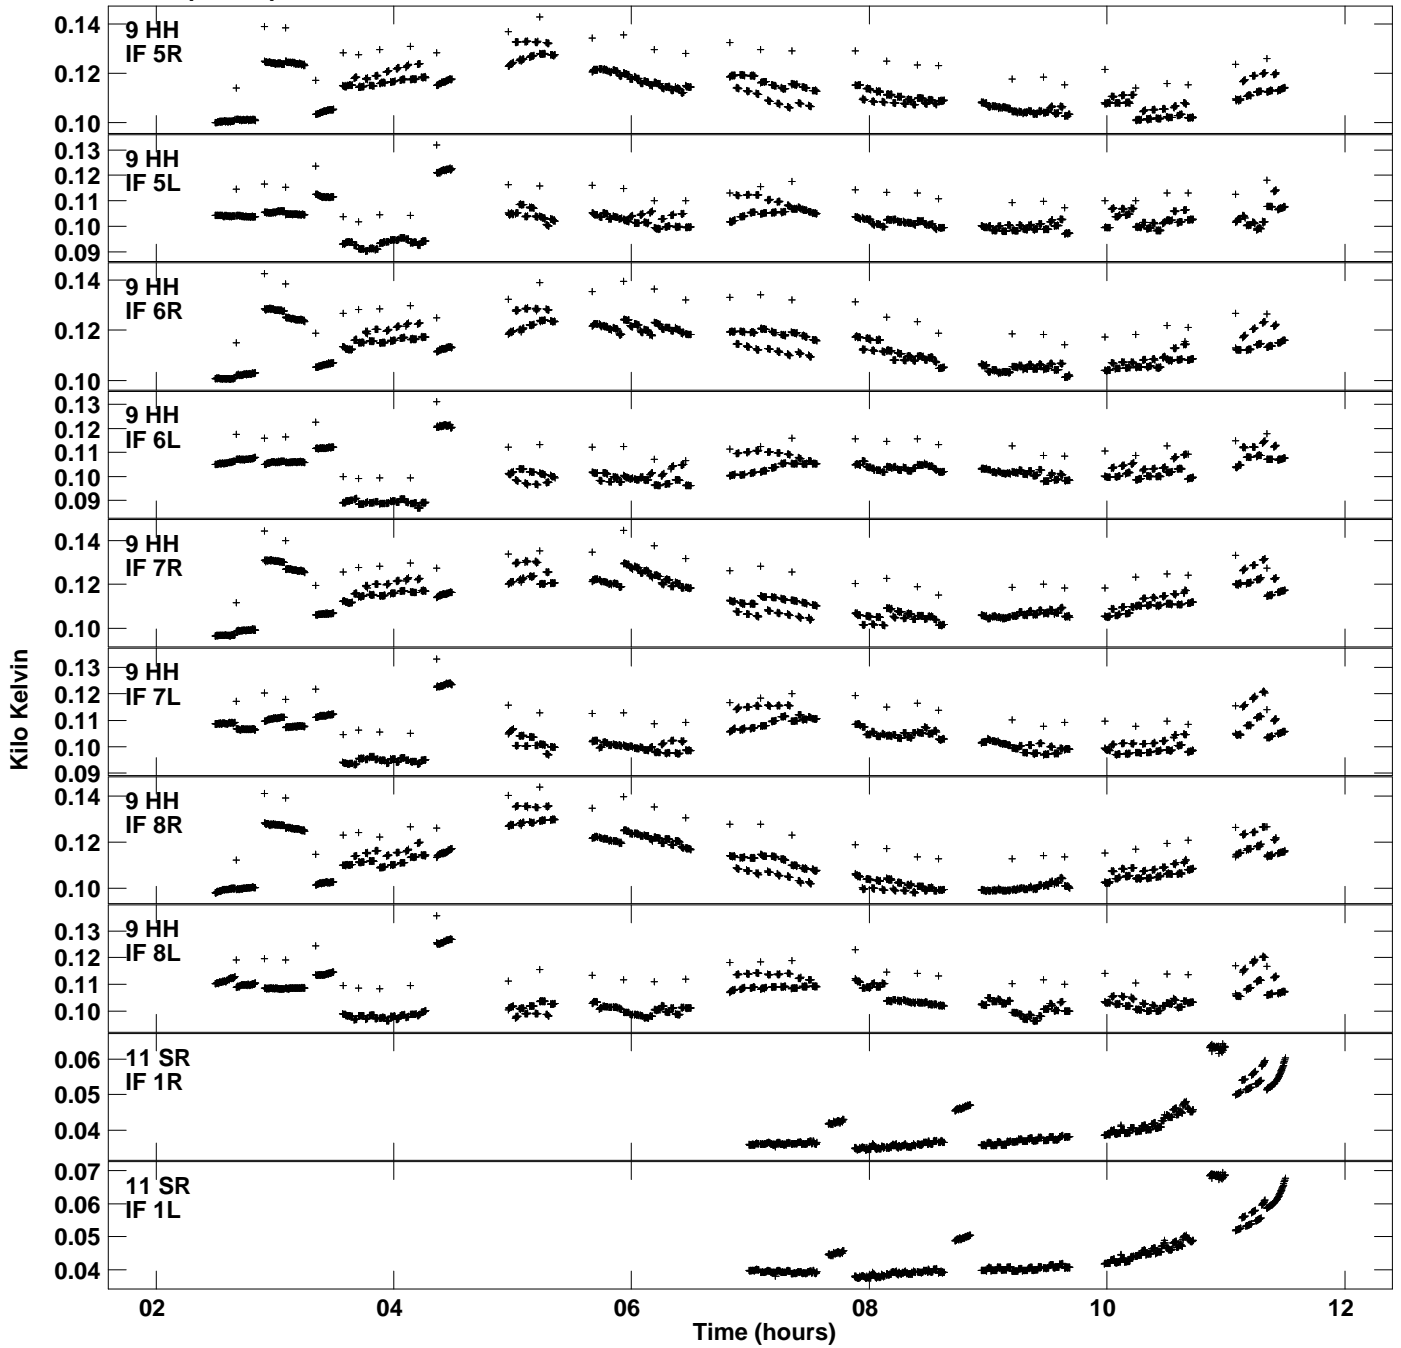 0.14
0.12
0.10
9 HH
IF 5R
0.13
0.12
0.11
0.10
0.09
9 HH
IF 5L
0.14
0.12
0.10
9 HH
IF 6R
0.13
0.12
0.11
0.10
0.09
9 HH
IF 6L
0.14
0.12
0.10
9 HH
IF 7R
0.13
0.12
0.11
0.10
0.09
9 HH
IF 7L
0.14
0.12
0.10
9 HH
IF 8R
0.13
0.12
0.11
0.10
9 HH
IF 8L
0.06
0.05
0.04
11 SR
IF 1R
0.07
0.06
0.05
0.04
11 SR
IF 1L
Kilo Kelvin
02 04 06 08 10 12
Time (hours)